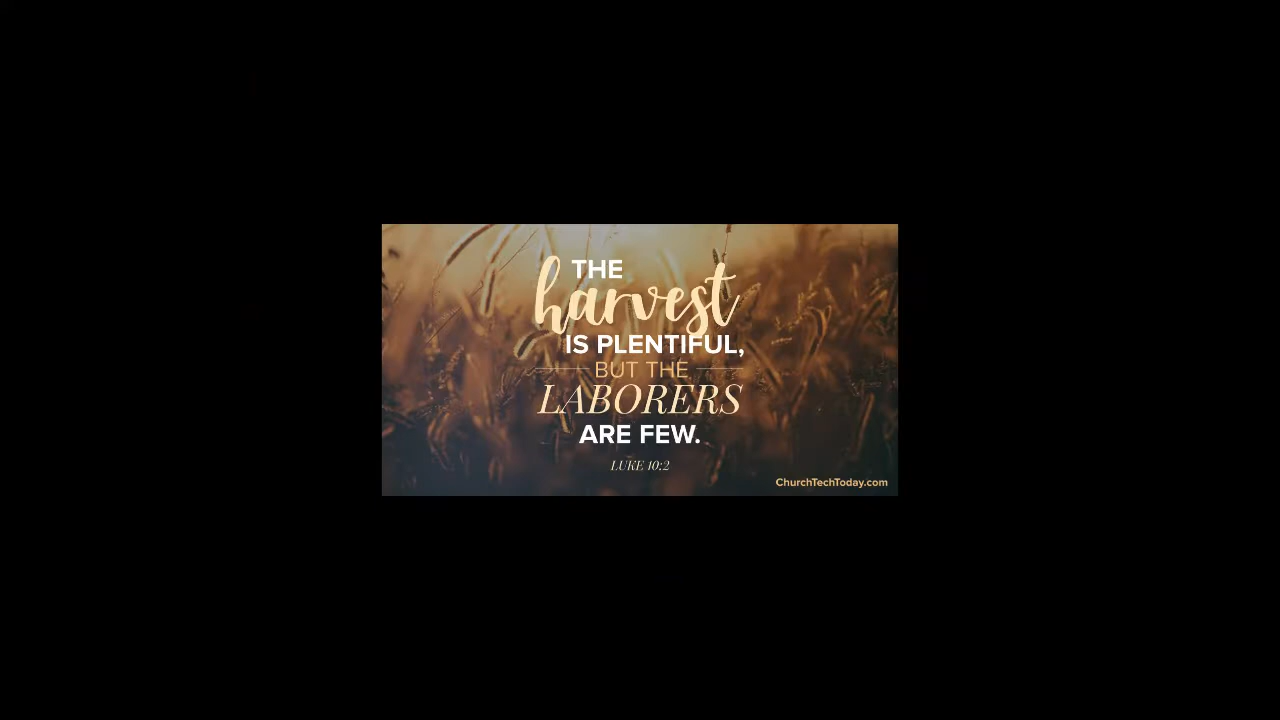 THE
harvest
IS PLENTIFUL,
BUT THE
LABORERS
ARE FEW.
LUKE 10:2
ChurchTechToday.com